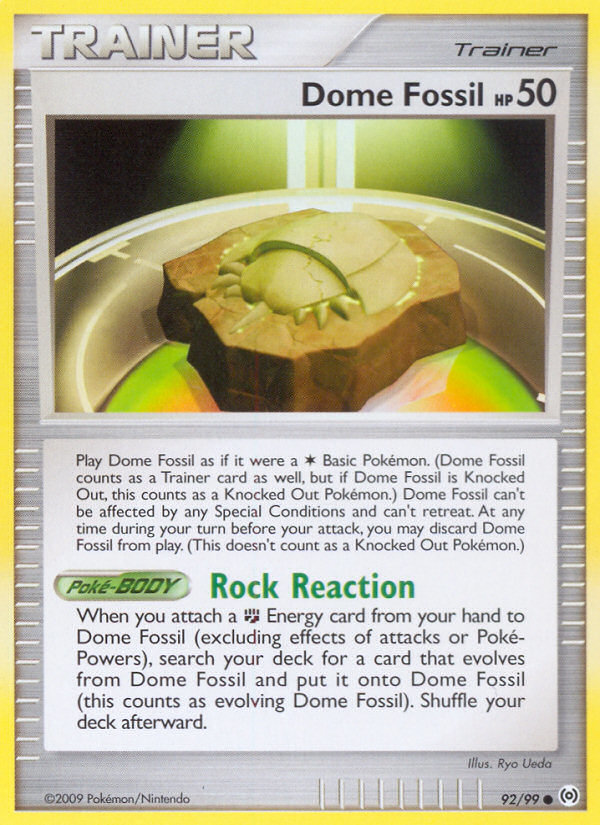 TRAINER Trainer
Dome Fossil HP 50
Play Dome Fossil as if it were a ✶ Basic Pokémon. (Dome Fossil
counts as a Trainer card as well, but if Dome Fossil is Knocked
Out, this counts as a Knocked Out Pokémon.) Dome Fossil can't
be affected by any Special Conditions and can't retreat. At any
time during your turn before your attack, you may discard Dome
Fossil from play. (This doesn't count as a Knocked Out Pokémon.)
Poké-BODY Rock Reaction
When you attach a Energy card from your hand to
Dome Fossil (excluding effects of attacks or Poké-
Powers), search your deck for a card that evolves
from Dome Fossil and put it onto Dome Fossil
(this counts as evolving Dome Fossil). Shuffle your
deck afterward.
Illus. Ryo Ueda
©2009 Pokémon/Nintendo 92/99 ●